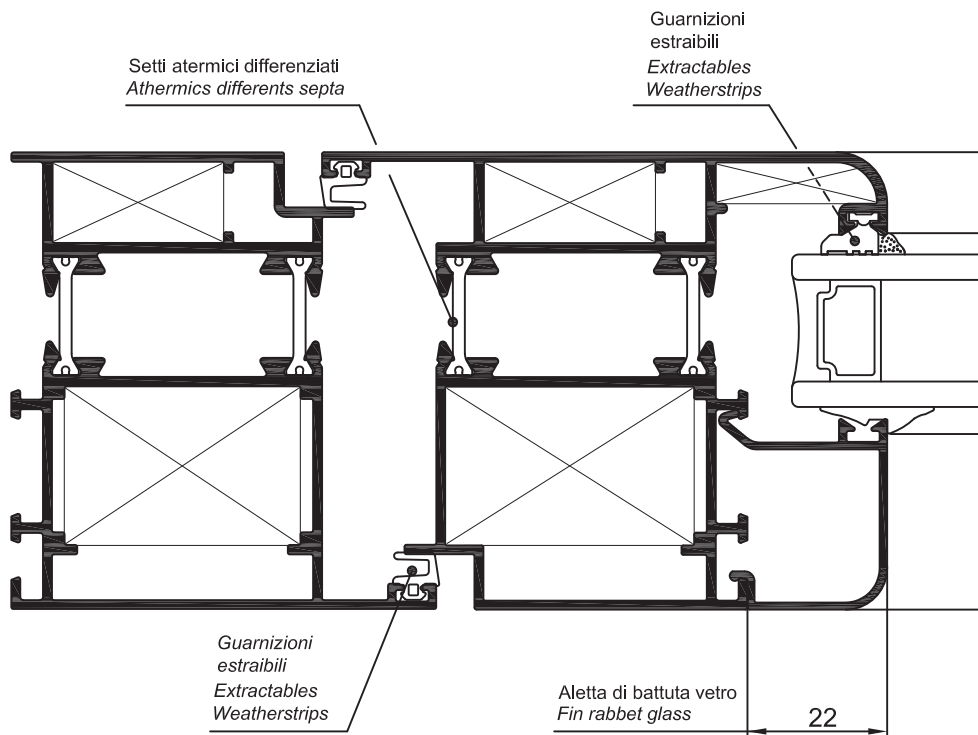 Guarnizioni
estraibili
Extractables
Weatherstrips
Setti atermici differenziati
Athermics differents septa
Guarnizioni
estraibili
Extractables
Weatherstrips
Aletta di battuta vetro
Fin rabbet glass
22